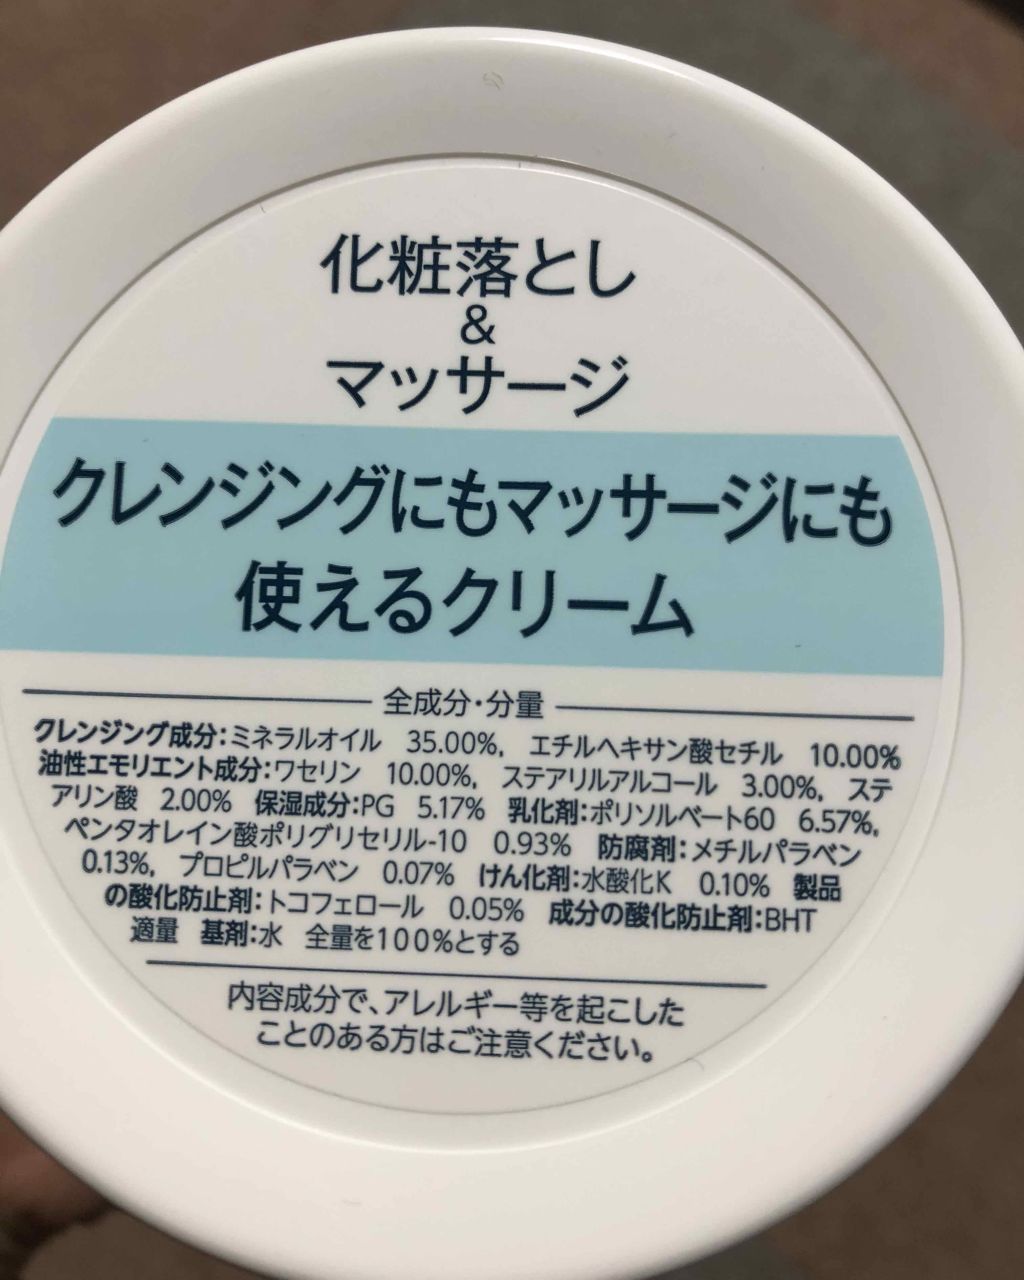 化粧落とし
&
マッサージ
クレンジングにもマッサージにも
使えるクリーム
全成分・分量
クレンジング成分：ミネラルオイル　35.00%,　エチルヘキサン酸セチル　10.00%
油性エモリエント成分：ワセリン　10.00%,　ステアリルアルコール　3.00%,　ステ
アリン酸　2.00%　保湿成分：PG　5.17%　乳化剤：ポリソルベート60　6.57%,
ペンタオレイン酸ポリグリセリル-10　0.93%　防腐剤：メチルパラベン
0.13%,　プロピルパラベン　0.07%　けん化剤：水酸化K　0.10%　製品
の酸化防止剤：トコフェロール　0.05%　成分の酸化防止剤：BHT
適量　基剤：水　全量を100%とする
内容成分で、アレルギー等を起こした
ことのある方はご注意ください。